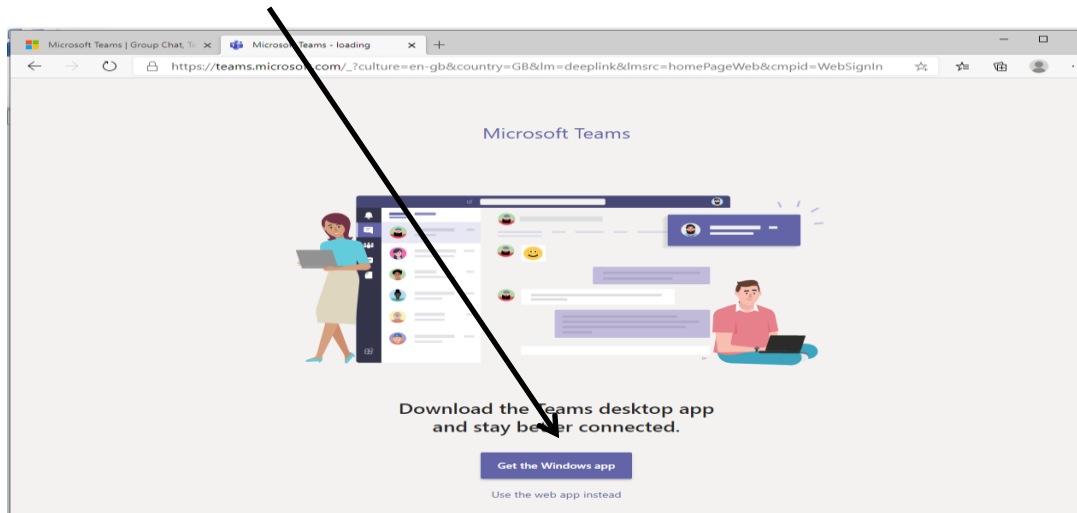 Microsoft Teams | Group Chat, Te
Microsoft Teams - loading
https://teams.microsoft.com/_?culture=en-gb&country=GB&lm=deeplink&lmsrc=homePageWeb&cmpid=WebSignIn
Microsoft Teams
Download the Teams desktop app
and stay better connected.
Get the Windows app
Use the web app instead